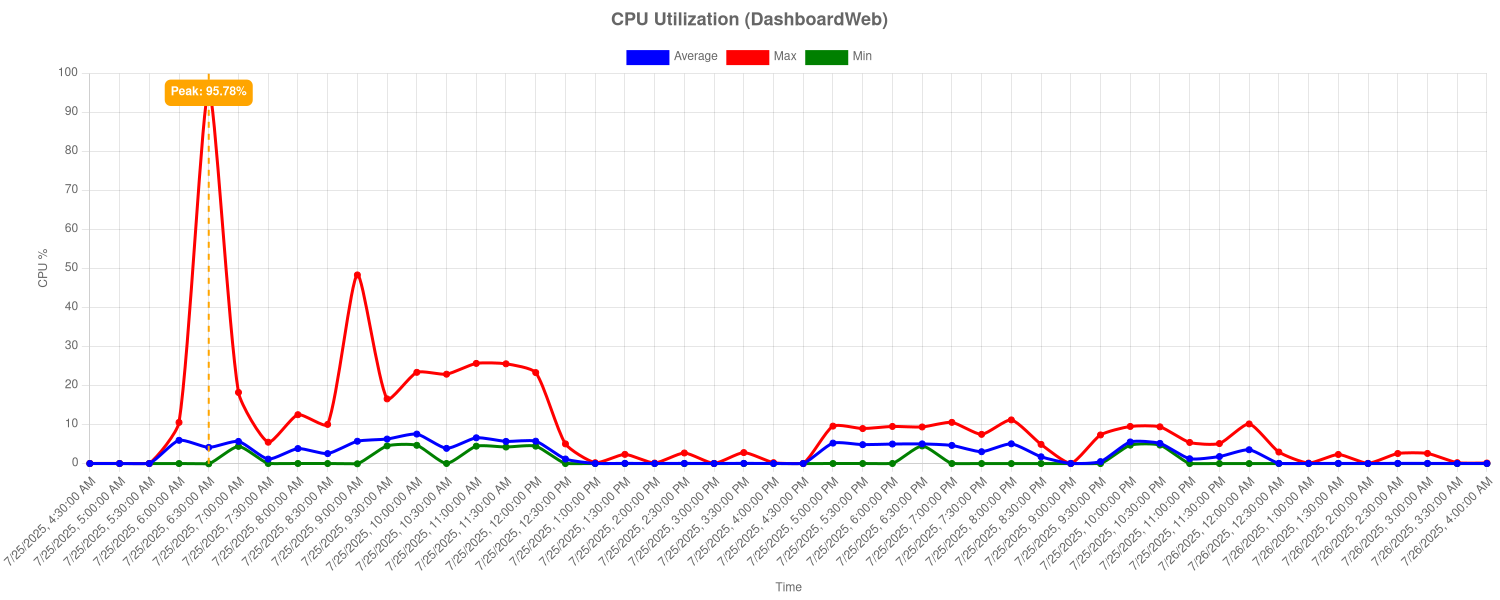 CPU Utilization (DashboardWeb)
Average Max Min
100
Peak: 95.78%
90
80
70
60
50
40
30
20
10
0
CPU %
7/25/2025, 4:30:00 AM
7/25/2025, 5:00:00 AM
7/25/2025, 5:30:00 AM
7/25/2025, 6:00:00 AM
7/25/2025, 6:30:00 AM
7/25/2025, 7:00:00 AM
7/25/2025, 7:30:00 AM
7/25/2025, 8:00:00 AM
7/25/2025, 8:30:00 AM
7/25/2025, 9:00:00 AM
7/25/2025, 9:30:00 AM
7/25/2025, 10:00:00 AM
7/25/2025, 10:30:00 AM
7/25/2025, 11:00:00 AM
7/25/2025, 11:30:00 AM
7/25/2025, 12:00:00 PM
7/25/2025, 12:30:00 PM
7/25/2025, 1:00:00 PM
7/25/2025, 1:30:00 PM
7/25/2025, 2:00:00 PM
7/25/2025, 2:30:00 PM
7/25/2025, 3:00:00 PM
7/25/2025, 3:30:00 PM
7/25/2025, 4:00:00 PM
7/25/2025, 4:30:00 PM
7/25/2025, 5:00:00 PM
7/25/2025, 5:30:00 PM
7/25/2025, 6:00:00 PM
7/25/2025, 6:30:00 PM
7/25/2025, 7:00:00 PM
7/25/2025, 7:30:00 PM
7/25/2025, 8:00:00 PM
7/25/2025, 8:30:00 PM
7/25/2025, 9:00:00 PM
7/25/2025, 9:30:00 PM
7/25/2025, 10:00:00 PM
7/25/2025, 10:30:00 PM
7/25/2025, 11:00:00 PM
7/25/2025, 11:30:00 PM
7/26/2025, 12:00:00 AM
7/26/2025, 12:30:00 AM
7/26/2025, 1:00:00 AM
7/26/2025, 1:30:00 AM
7/26/2025, 2:00:00 AM
7/26/2025, 2:30:00 AM
7/26/2025, 3:00:00 AM
7/26/2025, 3:30:00 AM
7/26/2025, 4:00:00 AM
Time